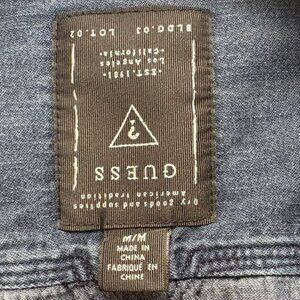 Dry goods and supplies
American tradition
GUESS
?
-EST.1981-
Los Angeles
-California-
BLDG.03 LOT.02
M/M
MADE IN
CHINA
FABRIQUÉ EN
CHINE